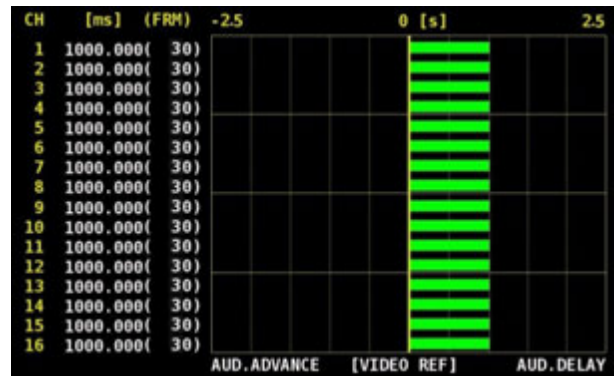 CH [ms] (FRM) -2.5 0 [s] 2.5
1 1000.000( 30)
2 1000.000( 30)
3 1000.000( 30)
4 1000.000( 30)
5 1000.000( 30)
6 1000.000( 30)
7 1000.000( 30)
8 1000.000( 30)
9 1000.000( 30)
10 1000.000( 30)
11 1000.000( 30)
12 1000.000( 30)
13 1000.000( 30)
14 1000.000( 30)
15 1000.000( 30)
16 1000.000( 30)
AUD.ADVANCE [VIDEO REF] AUD.DELAY